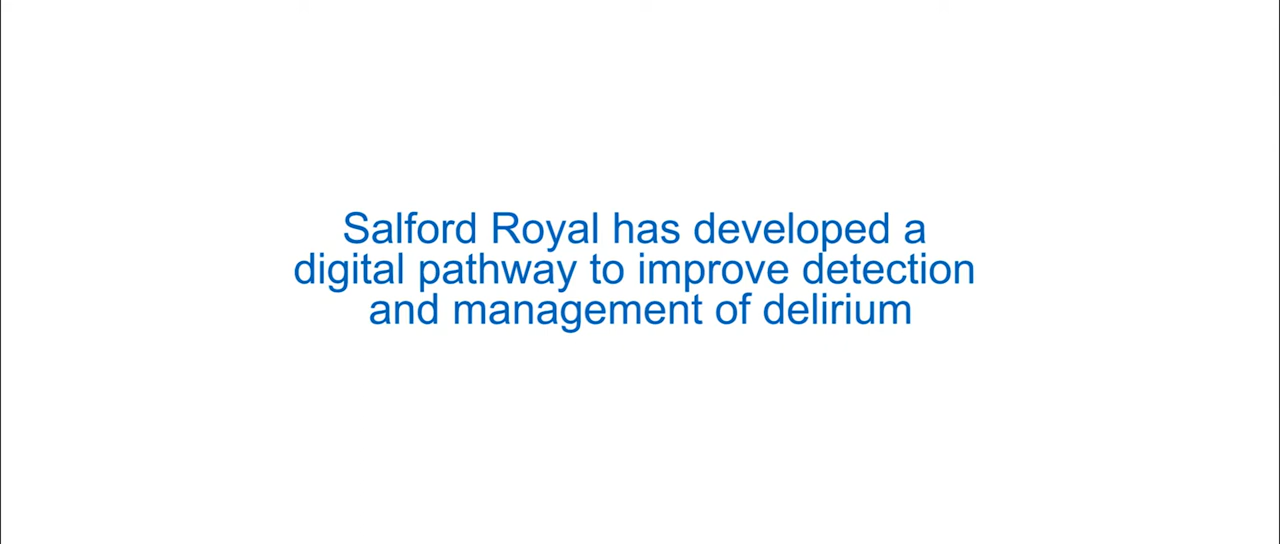 Salford Royal has developed a
digital pathway to improve detection
and management of delirium